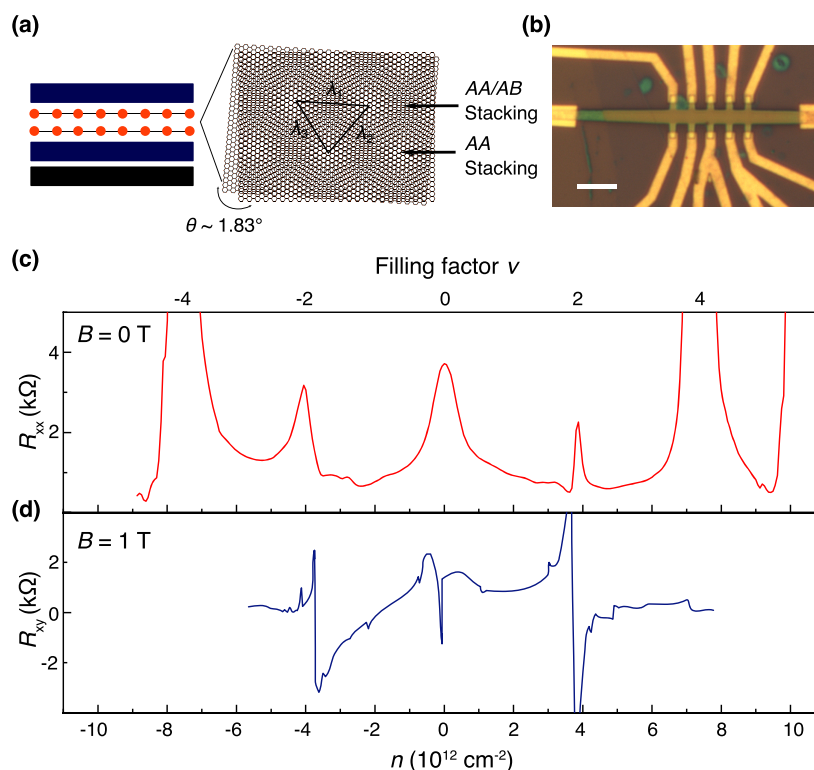 (a)
(b)
λ₁
λ₃
λ₂
AA/AB
Stacking
AA
Stacking
θ ~ 1.83°
(c)
Filling factor ν
-4 -2 0 2 4
B = 0 T
4
2
Rxx (kΩ)
(d)
B = 1 T
2
0
-2
Rxy (kΩ)
-10 -8 -6 -4 -2 0 2 4 6 8 10
n (10¹² cm⁻²)